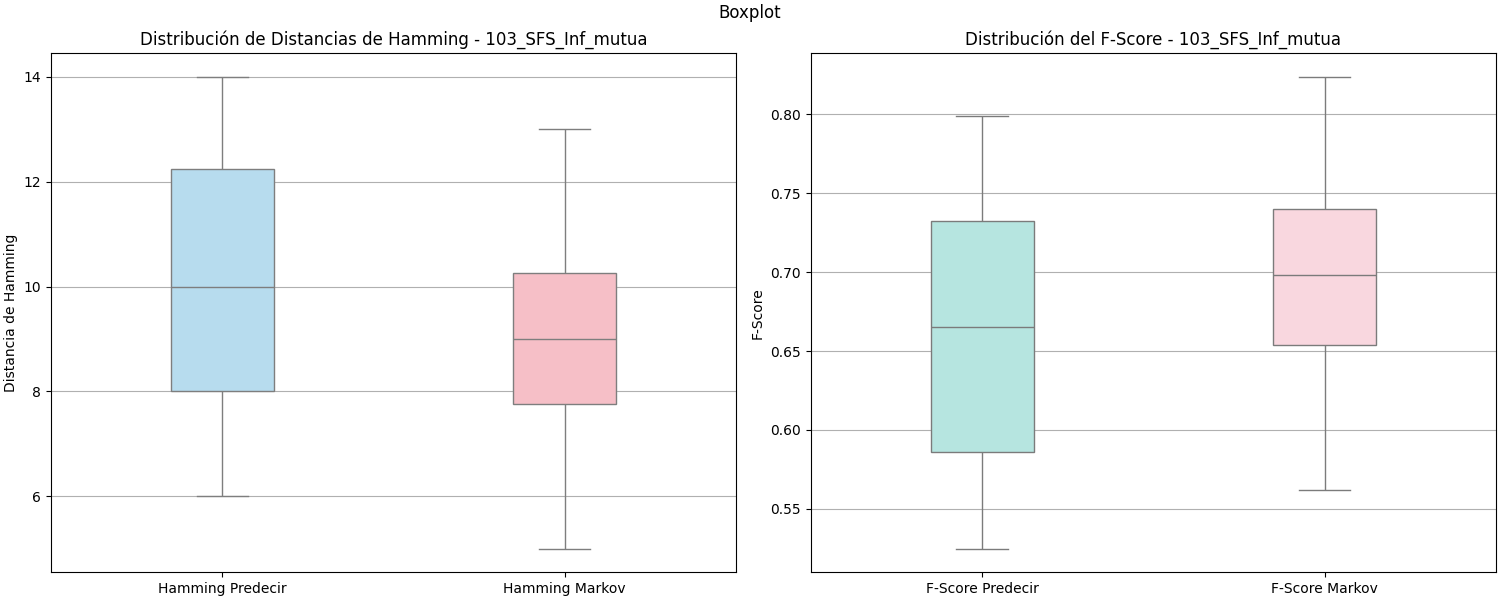 Boxplot
Distribución de Distancias de Hamming - 103_SFS_Inf_mutua
14
12
10
8
6
Distancia de Hamming
Hamming Predecir
Hamming Markov
Distribución del F-Score - 103_SFS_Inf_mutua
0.80
0.75
0.70
0.65
0.60
0.55
F-Score
F-Score Predecir
F-Score Markov